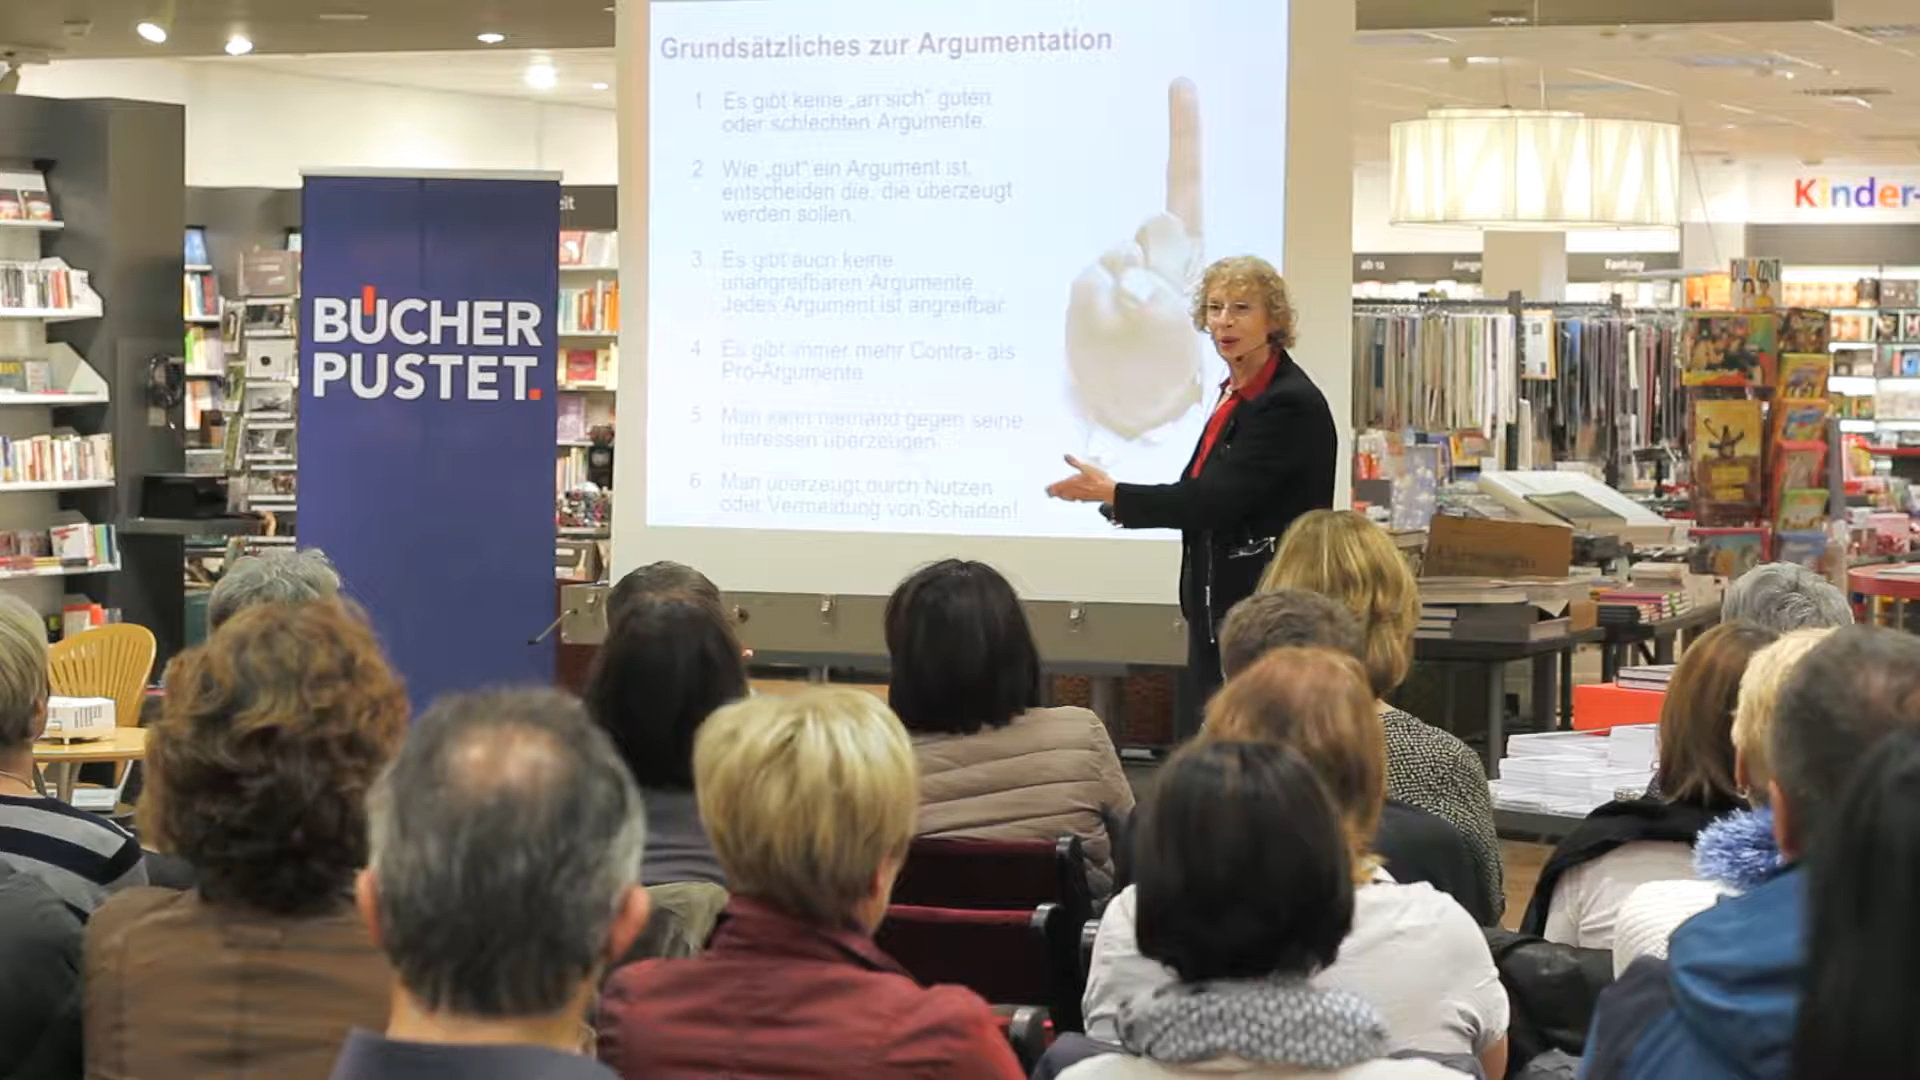 Grundsätzliches zur Argumentation
1 Es gibt keine „an sich“ guten
oder schlechten Argumente.
2 Wie „gut“ ein Argument ist,
entscheiden die, die überzeugt
werden sollen.
3. Es gibt auch keine
unangreifbaren Argumente.
Jedes Argument ist angreifbar.
4 Es gibt immer mehr Contra- als
Pro-Argumente.
5 Man kann niemand gegen seine
Interessen überzeugen.
6 Man überzeugt durch Nutzen
oder Vermeidung von Schaden!
BÜCHER
PUSTET.
eit
Kinder-
Fantasy
DUMONT